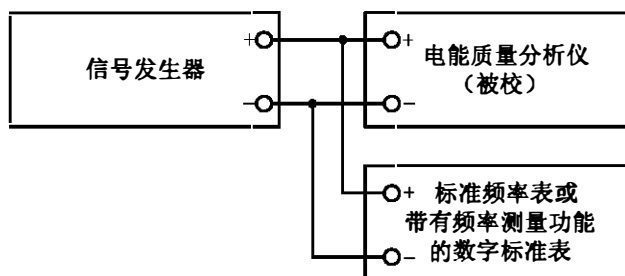 信号发生器
+
−
+
−
电能质量分析仪
（被校）
+
−
标准频率表或
带有频率测量功能
的数字标准表